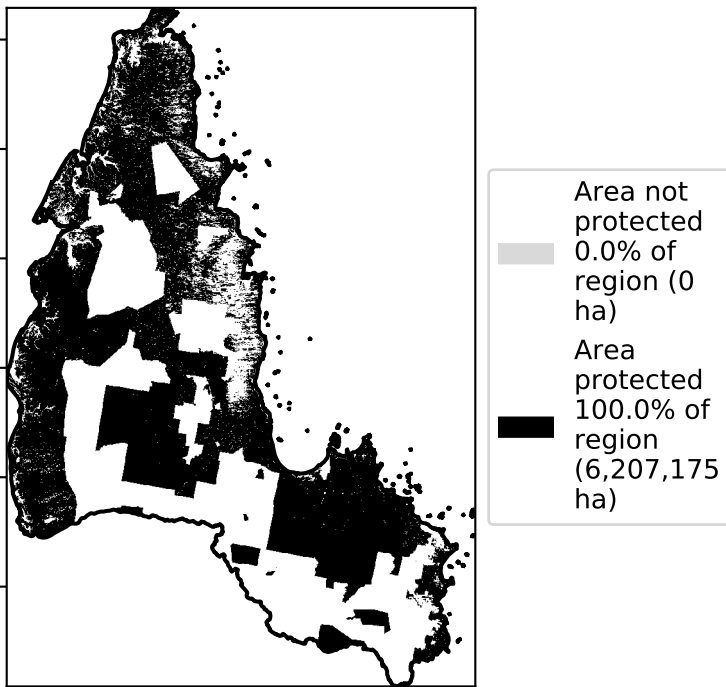 Area not
protected
0.0% of
region (0
ha)
Area
protected
100.0% of
region
(6,207,175
ha)